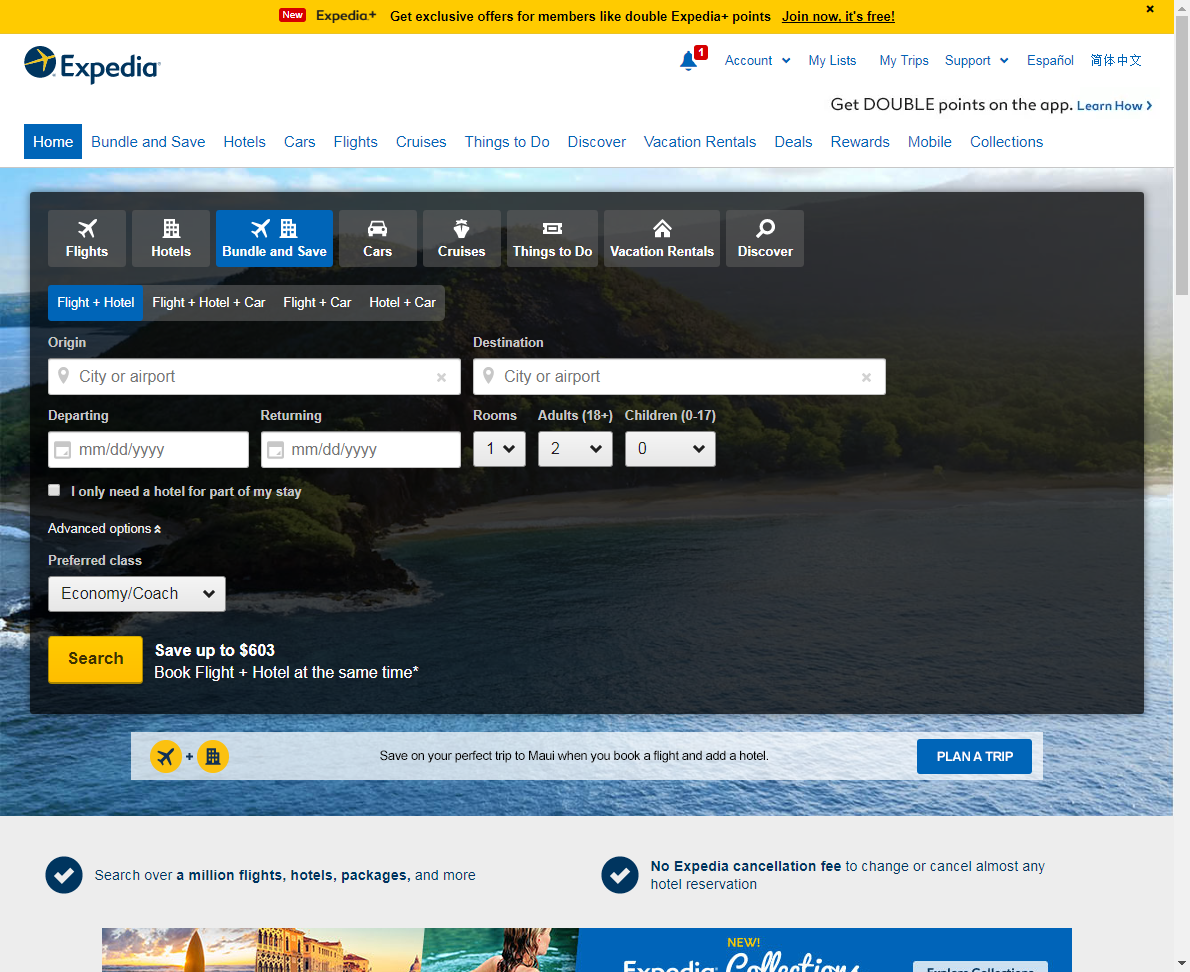 New Expedia+ Get exclusive offers for members like double Expedia+ points Join now, it's free!
Expedia
1 Account My Lists My Trips Support Español 简体中文
Get DOUBLE points on the app. Learn How
Home Bundle and Save Hotels Cars Flights Cruises Things to Do Discover Vacation Rentals Deals Rewards Mobile Collections
Flights Hotels Bundle and Save Cars Cruises Things to Do Vacation Rentals Discover
Flight + Hotel Flight + Hotel + Car Flight + Car Hotel + Car
Origin Destination
City or airport City or airport
Departing Returning Rooms Adults (18+) Children (0-17)
mm/dd/yyyy mm/dd/yyyy 1 2 0
I only need a hotel for part of my stay
Advanced options
Preferred class
Economy/Coach
Search
Save up to $603
Book Flight + Hotel at the same time*
+ Save on your perfect trip to Maui when you book a flight and add a hotel. PLAN A TRIP
Search over a million flights, hotels, packages, and more
No Expedia cancellation fee to change or cancel almost any
hotel reservation
NEW!
Expedia Collections
Explore Collections